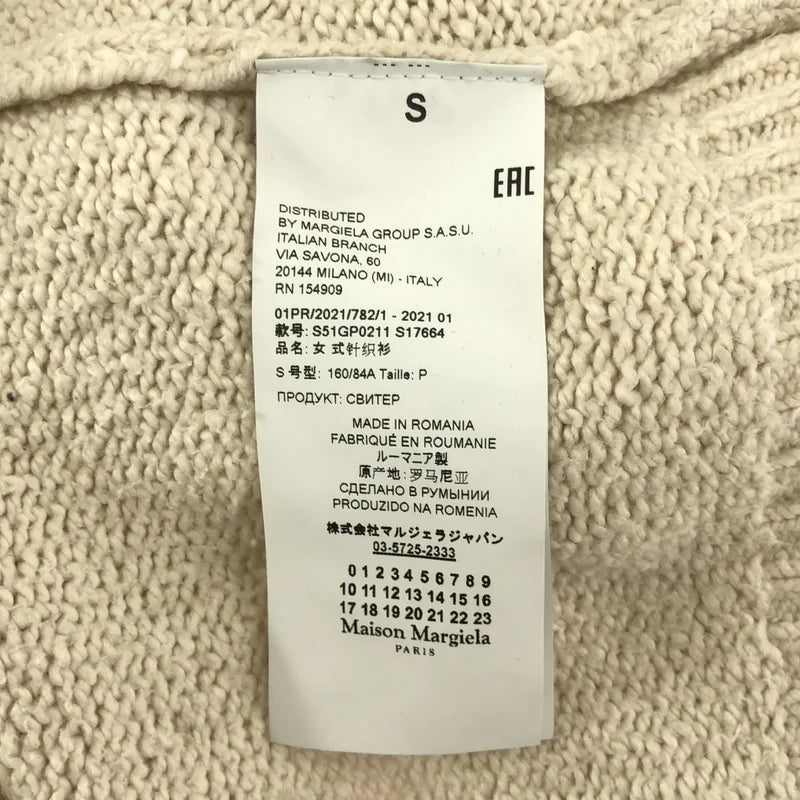 S
EAC
DISTRIBUTED
BY MARGIELA GROUP S.A.S.U.
ITALIAN BRANCH
VIA SAVONA, 60
20144 MILANO (MI) - ITALY
RN 154909
01PR/2021/782/1 - 2021 01
款号: S51GP0211 S17664
品名: 女 式针织衫
S 号型: 160/84A Taille: P
ПРОДУКТ: СВИТЕР
MADE IN ROMANIA
FABRIQUÉ EN ROUMANIE
ルーマニア製
原产地: 罗马尼亚
СДЕЛАНО В РУМЫНИИ
PRODUZIDO NA ROMENIA
株式会社マルジェラジャパン
03-5725-2333
0 1 2 3 4 5 6 7 8 9
10 11 12 13 14 15 16
17 18 19 20 21 22 23
Maison Margiela
PARIS